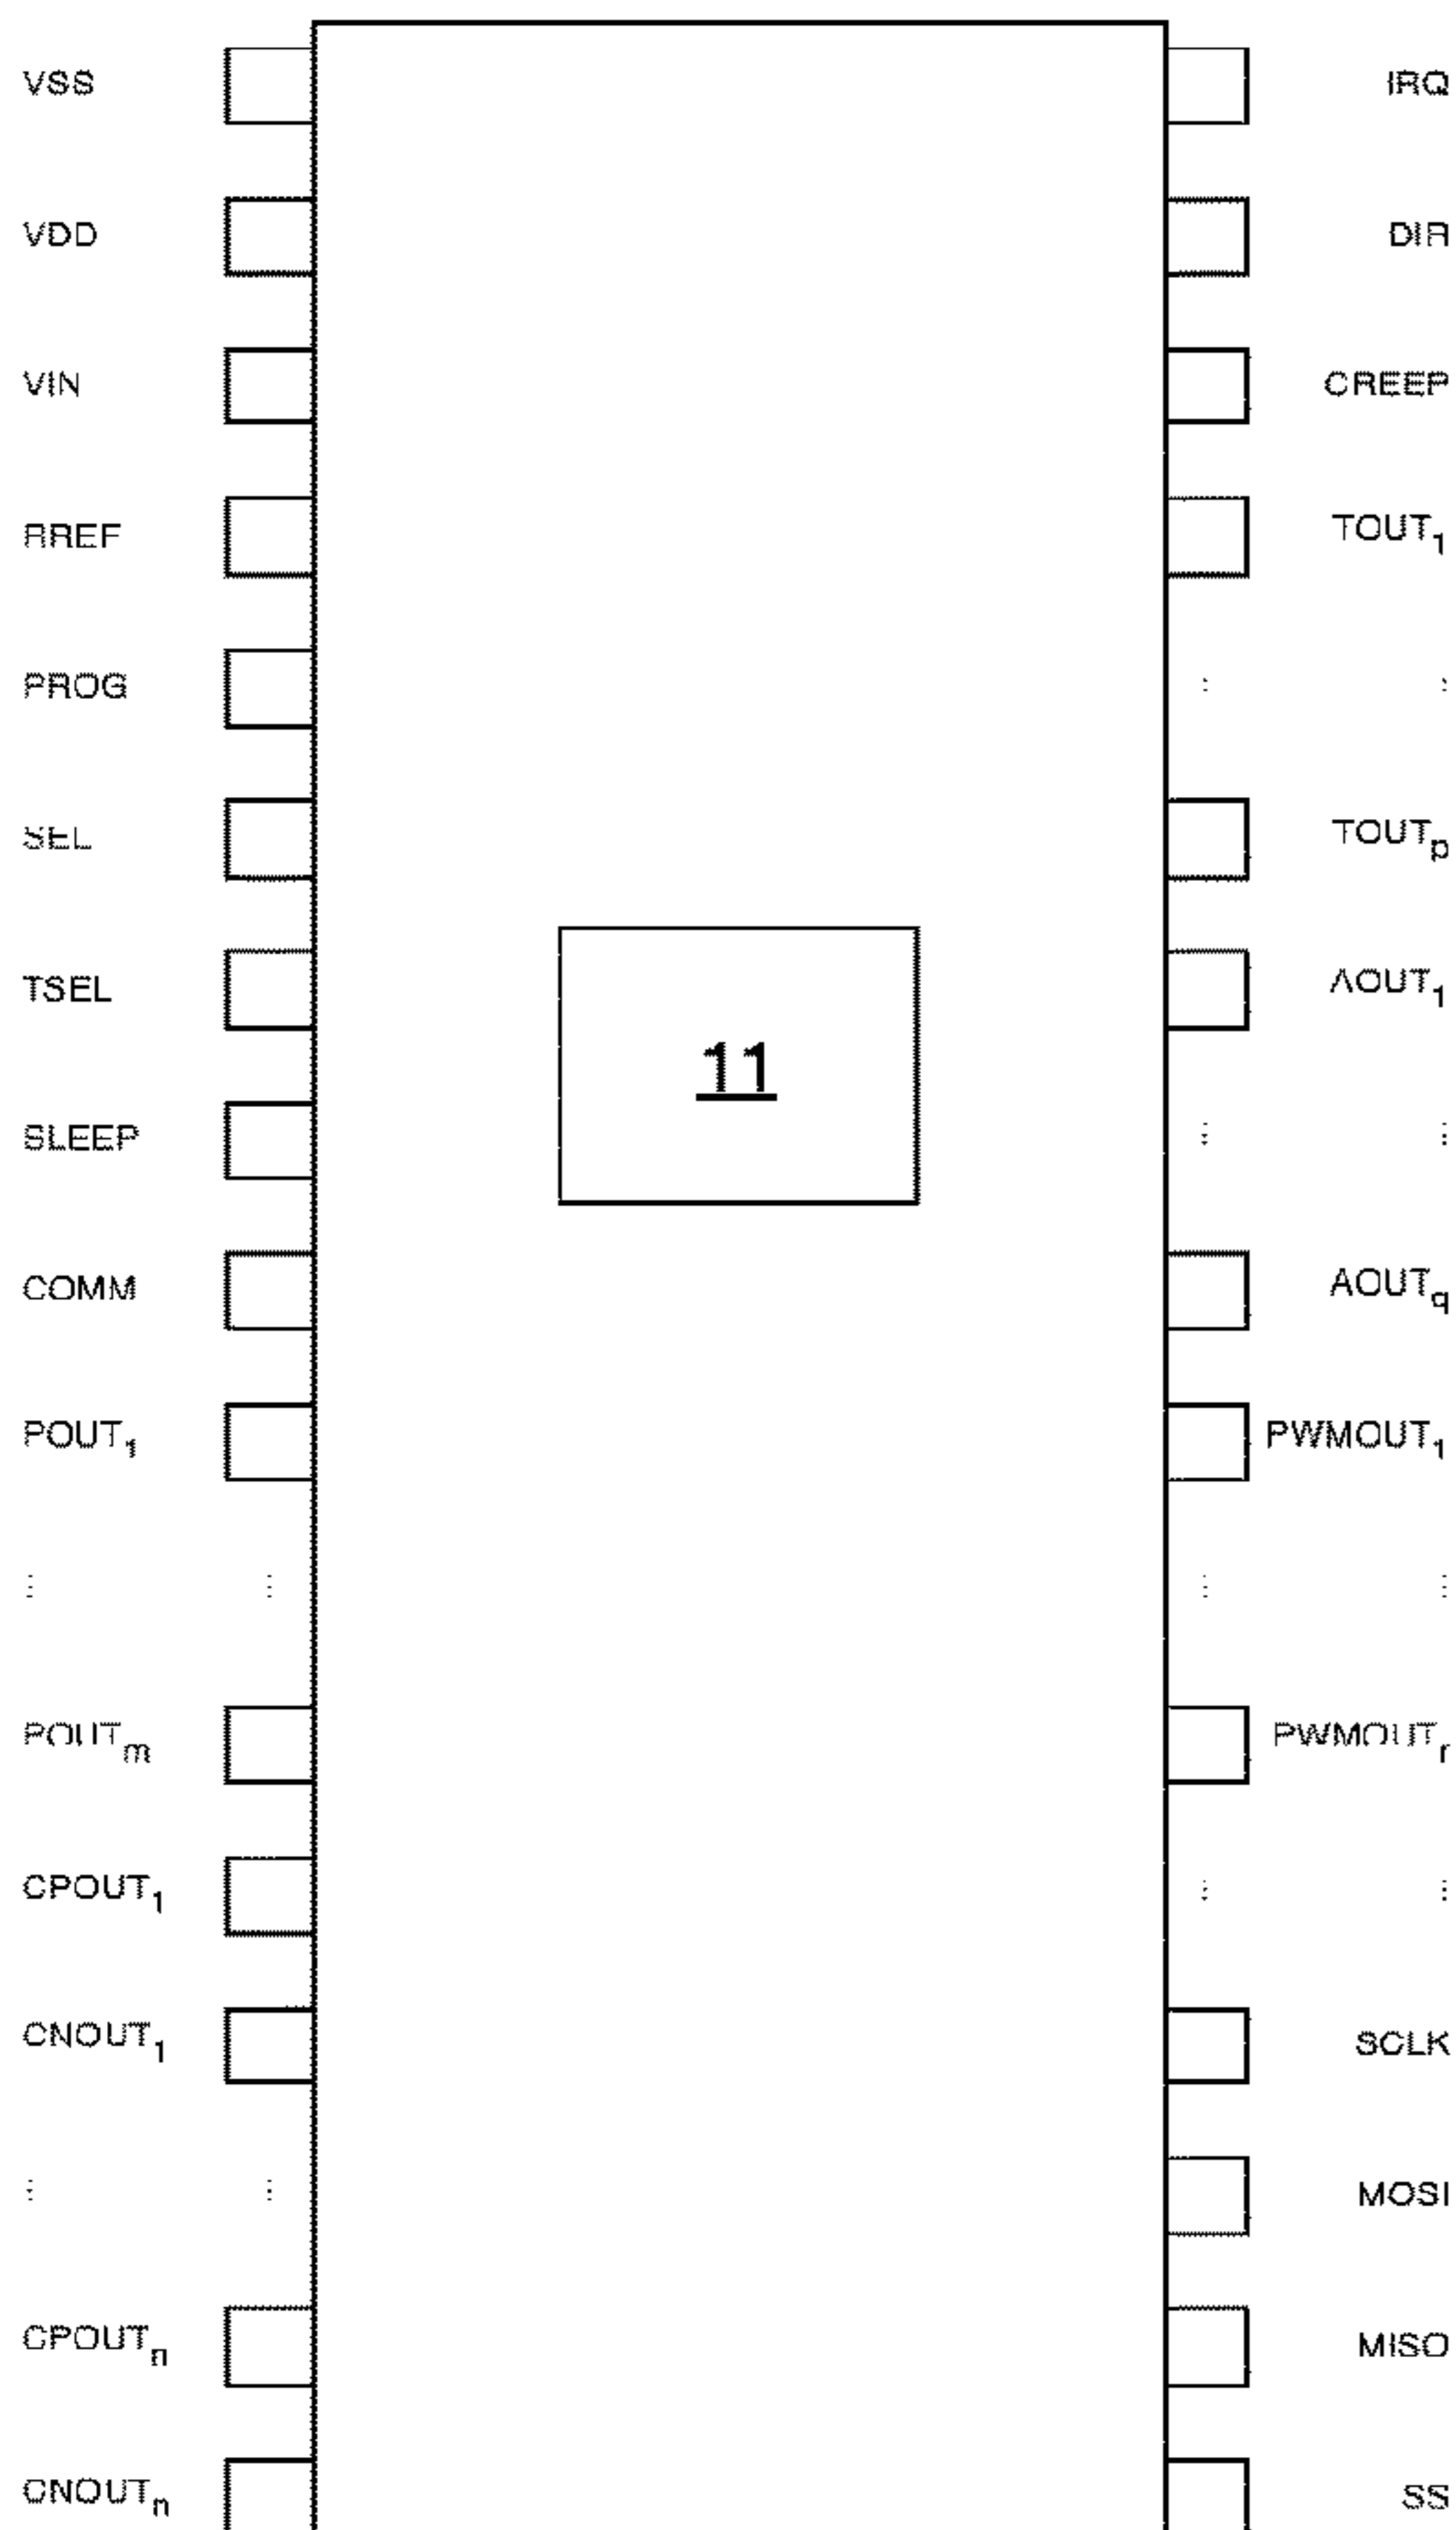 VSS
VDD
VIN
RREF
PROG
SEL
TSEL
SLEEP
COMM
POUT₁
⋮ ⋮
POUTₘ
CPOUT₁
CNOUT₁
⋮ ⋮
CPOUTₙ
CNOUTₙ
11
IRQ
DIR
CREEP
TOUT₁
⋮ ⋮
TOUTₚ
AOUT₁
⋮ ⋮
AOUTq
PWMOUT₁
⋮ ⋮
PWMOUTᵣ
⋮ ⋮
SCLK
MOSI
MISO
SS